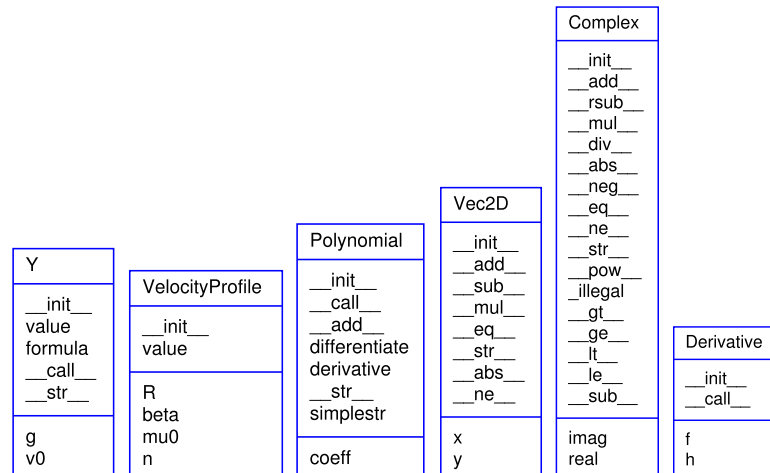 Y
__init__
value
formula
__call__
__str__
g
v0
VelocityProfile
__init__
value
R
beta
mu0
n
Polynomial
__init__
__call__
__add__
differentiate
derivative
__str__
simplestr
coeff
Vec2D
__init__
__add__
__sub__
__mul__
__eq__
__str__
__abs__
__ne__
x
y
Complex
__init__
__add__
__rsub__
__mul__
__div__
__abs__
__neg__
__eq__
__ne__
__str__
__pow__
_illegal
__gt__
__ge__
__lt__
__le__
__sub__
imag
real
Derivative
__init__
__call__
f
h